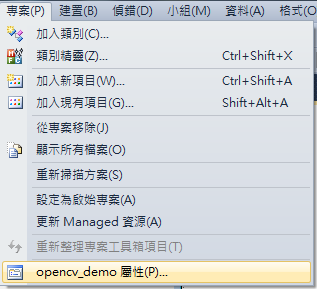 專案(P) 建置(B) 偵錯(D) 小組(M) 資料(A) 格式(O
加入類別(C)...
類別精靈(Z)... Ctrl+Shift+X
加入新項目(W)... Ctrl+Shift+A
加入現有項目(G)... Shift+Alt+A
從專案移除(J)
顯示所有檔案(O)
重新掃描方案(S)
設定為啟始專案(A)
更新 Managed 資源(A)
重新整理專案工具箱項目(T)
opencv_demo 屬性(P)...